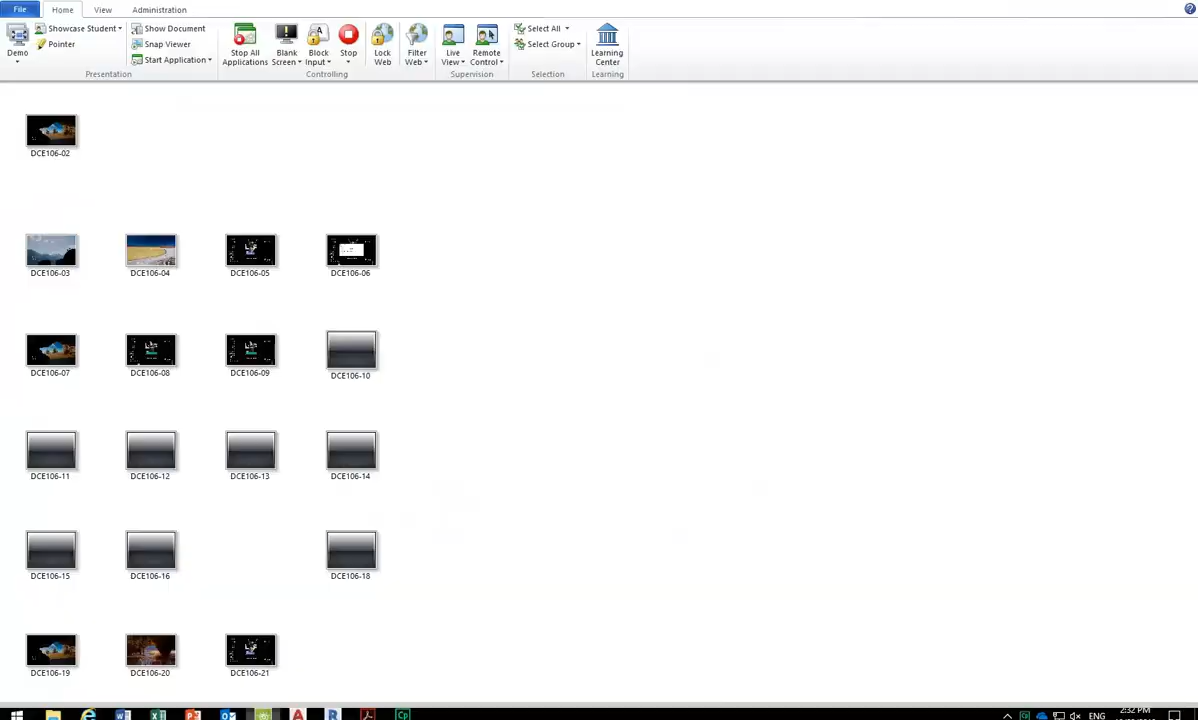 File Home View Administration
Demo Showcase Student Pointer
Show Document Snap Viewer Start Application
Stop All Applications Blank Screen Block Input Stop Lock Web Filter Web
Live View Remote Control
Select All Select Group
Learning Center
Presentation Controlling Supervision Selection Learning
DCE106-02
DCE106-03 DCE106-04 DCE106-05 DCE106-06
DCE106-07 DCE106-08 DCE106-09 DCE106-10
DCE106-11 DCE106-12 DCE106-13 DCE106-14
DCE106-15 DCE106-16 DCE106-18
DCE106-19 DCE106-20 DCE106-21
ENG 2:32 PM